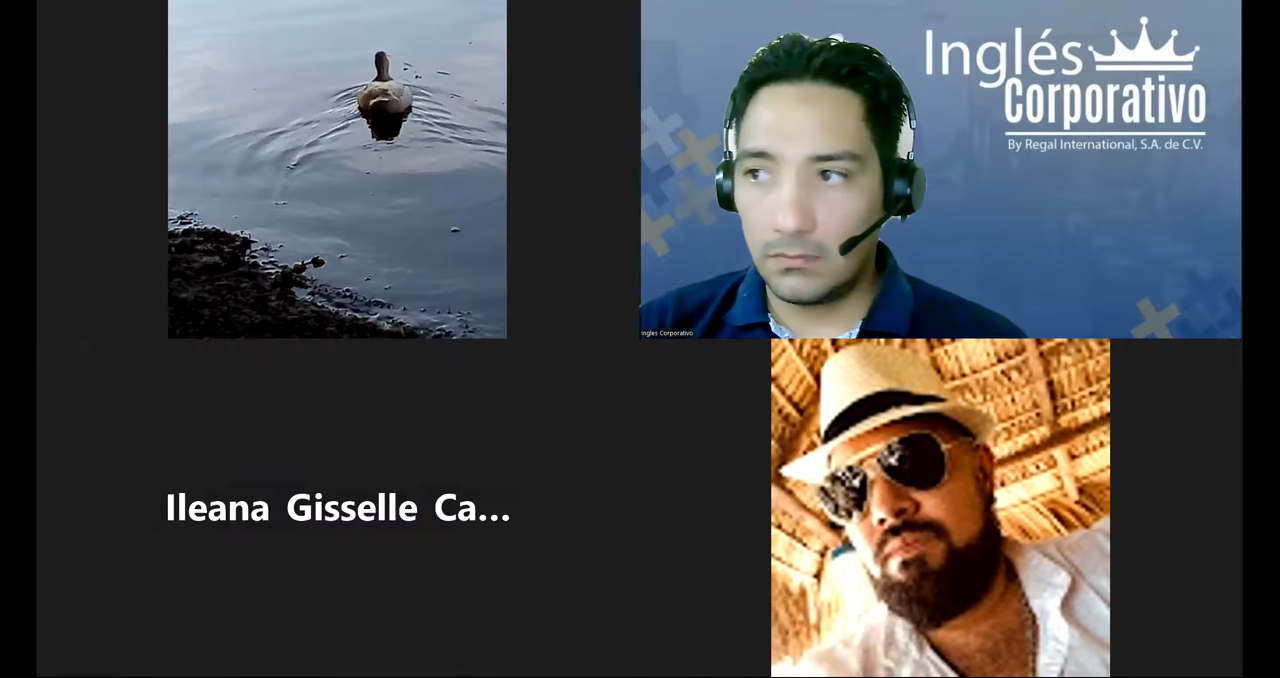 Inglés
Corporativo
By Regal International, S.A. de C.V.
Ingles Corporativo
Ileana Gisselle Ca...